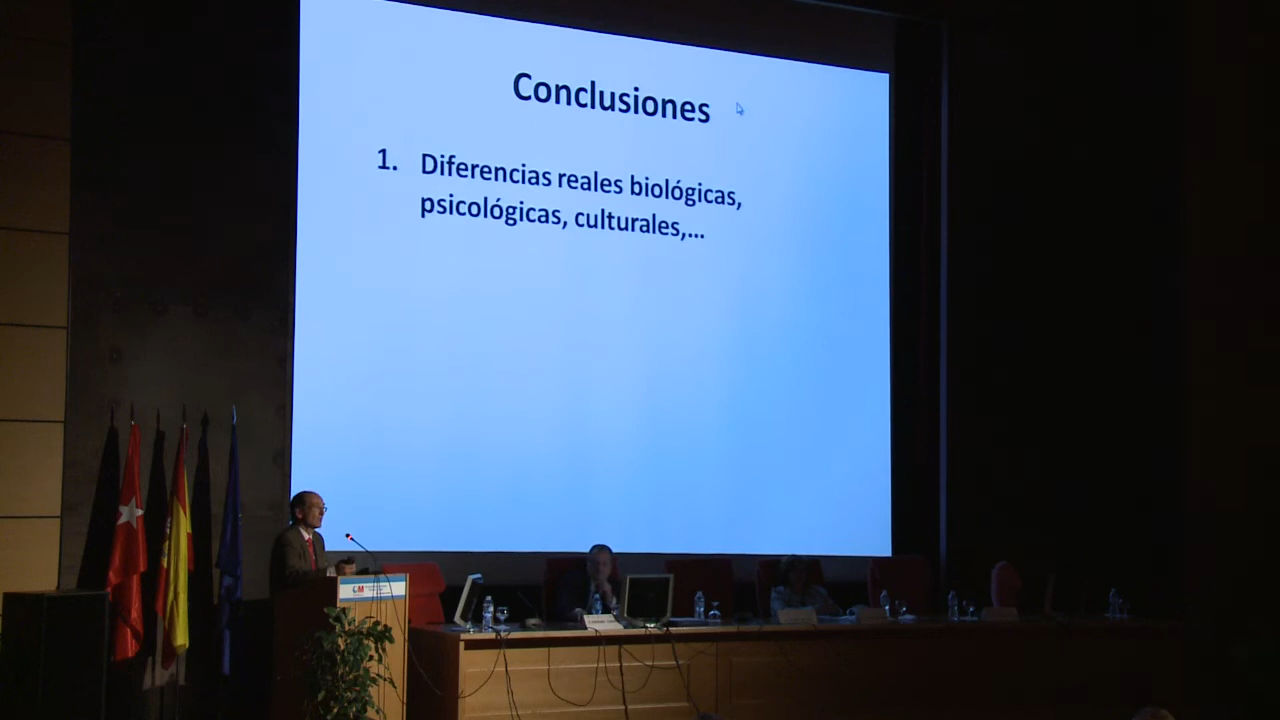 Conclusiones
1. Diferencias reales biológicas,
psicológicas, culturales,...